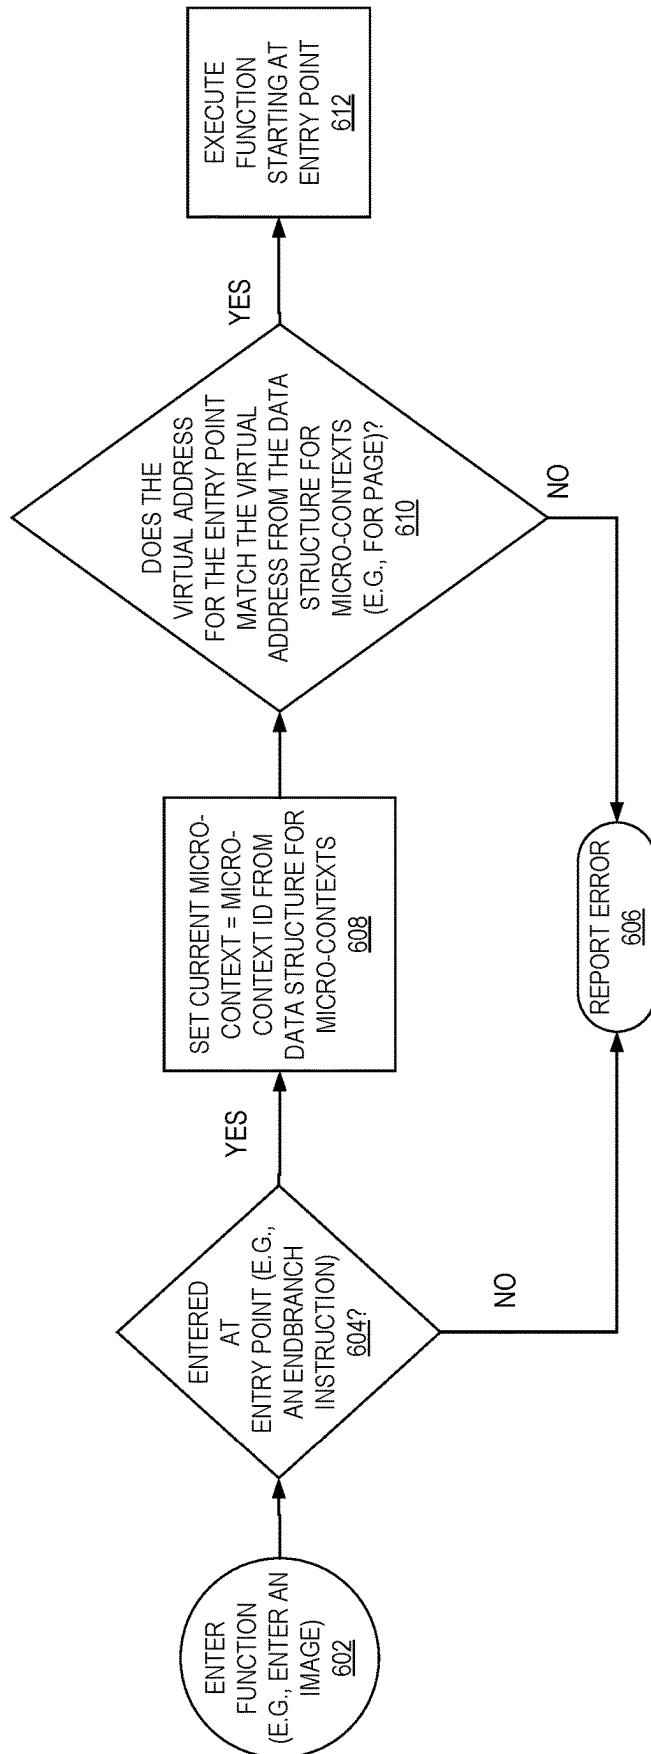 ENTER
FUNCTION
(E.G., ENTER AN
IMAGE)
602
ENTERED
AT
ENTRY POINT (E.G.,
AN ENDBRANCH
INSTRUCTION)
604?
YES
NO
SET CURRENT MICRO-
CONTEXT = MICRO-
CONTEXT ID FROM
DATA STRUCTURE FOR
MICRO-CONTEXTS
608
DOES THE
VIRTUAL ADDRESS
FOR THE ENTRY POINT
MATCH THE VIRTUAL
ADDRESS FROM THE DATA
STRUCTURE FOR
MICRO-CONTEXTS
(E.G., FOR PAGE)?
610
YES
NO
EXECUTE
FUNCTION
STARTING AT
ENTRY POINT
612
REPORT ERROR
606